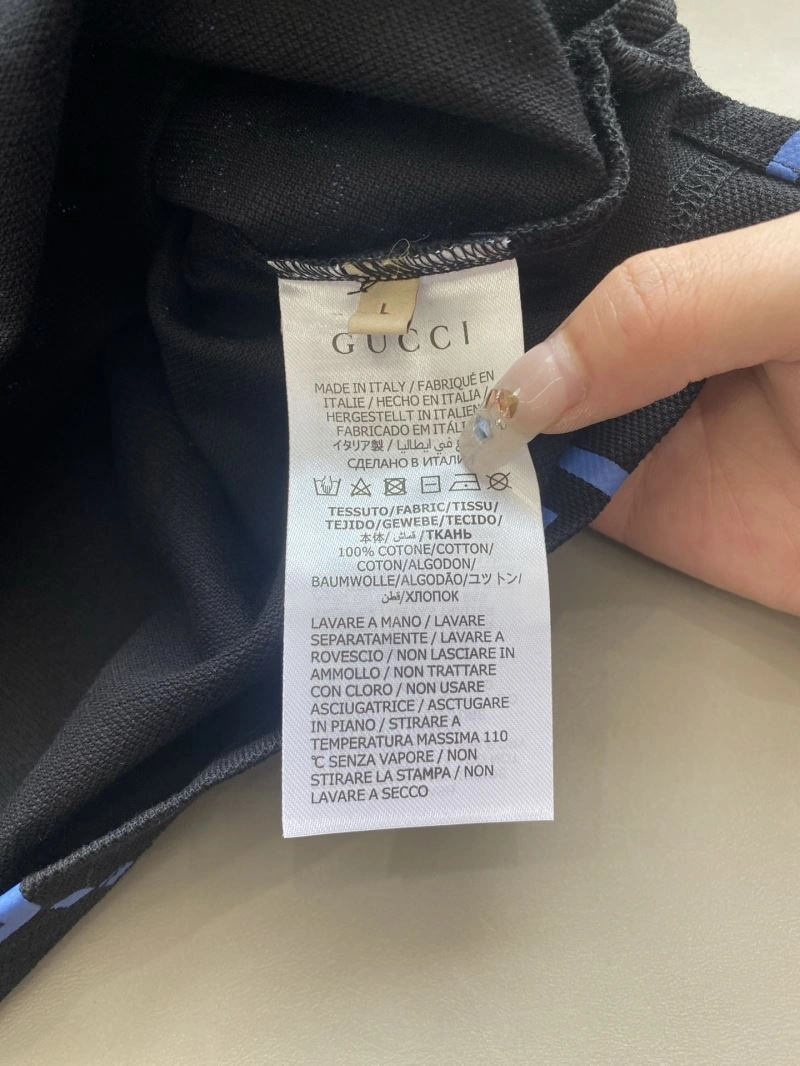 L
GUCCI
MADE IN ITALY / FABRIQUÉ EN
ITALIE / HECHO EN ITALIA /
HERGESTELLT IN ITALIEN
FABRICADO EM
イタリア製 / في ايطاليا
СДЕЛАНО В ИТАЛИ
TESSUTO/FABRIC/TISSU/
TEJIDO/GEWEBE/TECIDO/
本体/ قماش /ТКАНЬ
100% COTONE/COTTON/
COTON/ALGODON/
BAUMWOLLE/ALGODÃO/コットン/
قطن/ХЛОПОК
LAVARE A MANO / LAVARE
SEPARATAMENTE / LAVARE A
ROVESCIO / NON LASCIARE IN
AMMOLLO / NON TRATTARE
CON CLORO / NON USARE
ASCIUGATRICE / ASCTUGARE
IN PIANO / STIRARE A
TEMPERATURA MASSIMA 110
℃ SENZA VAPORE / NON
STIRARE LA STAMPA / NON
LAVARE A SECCO